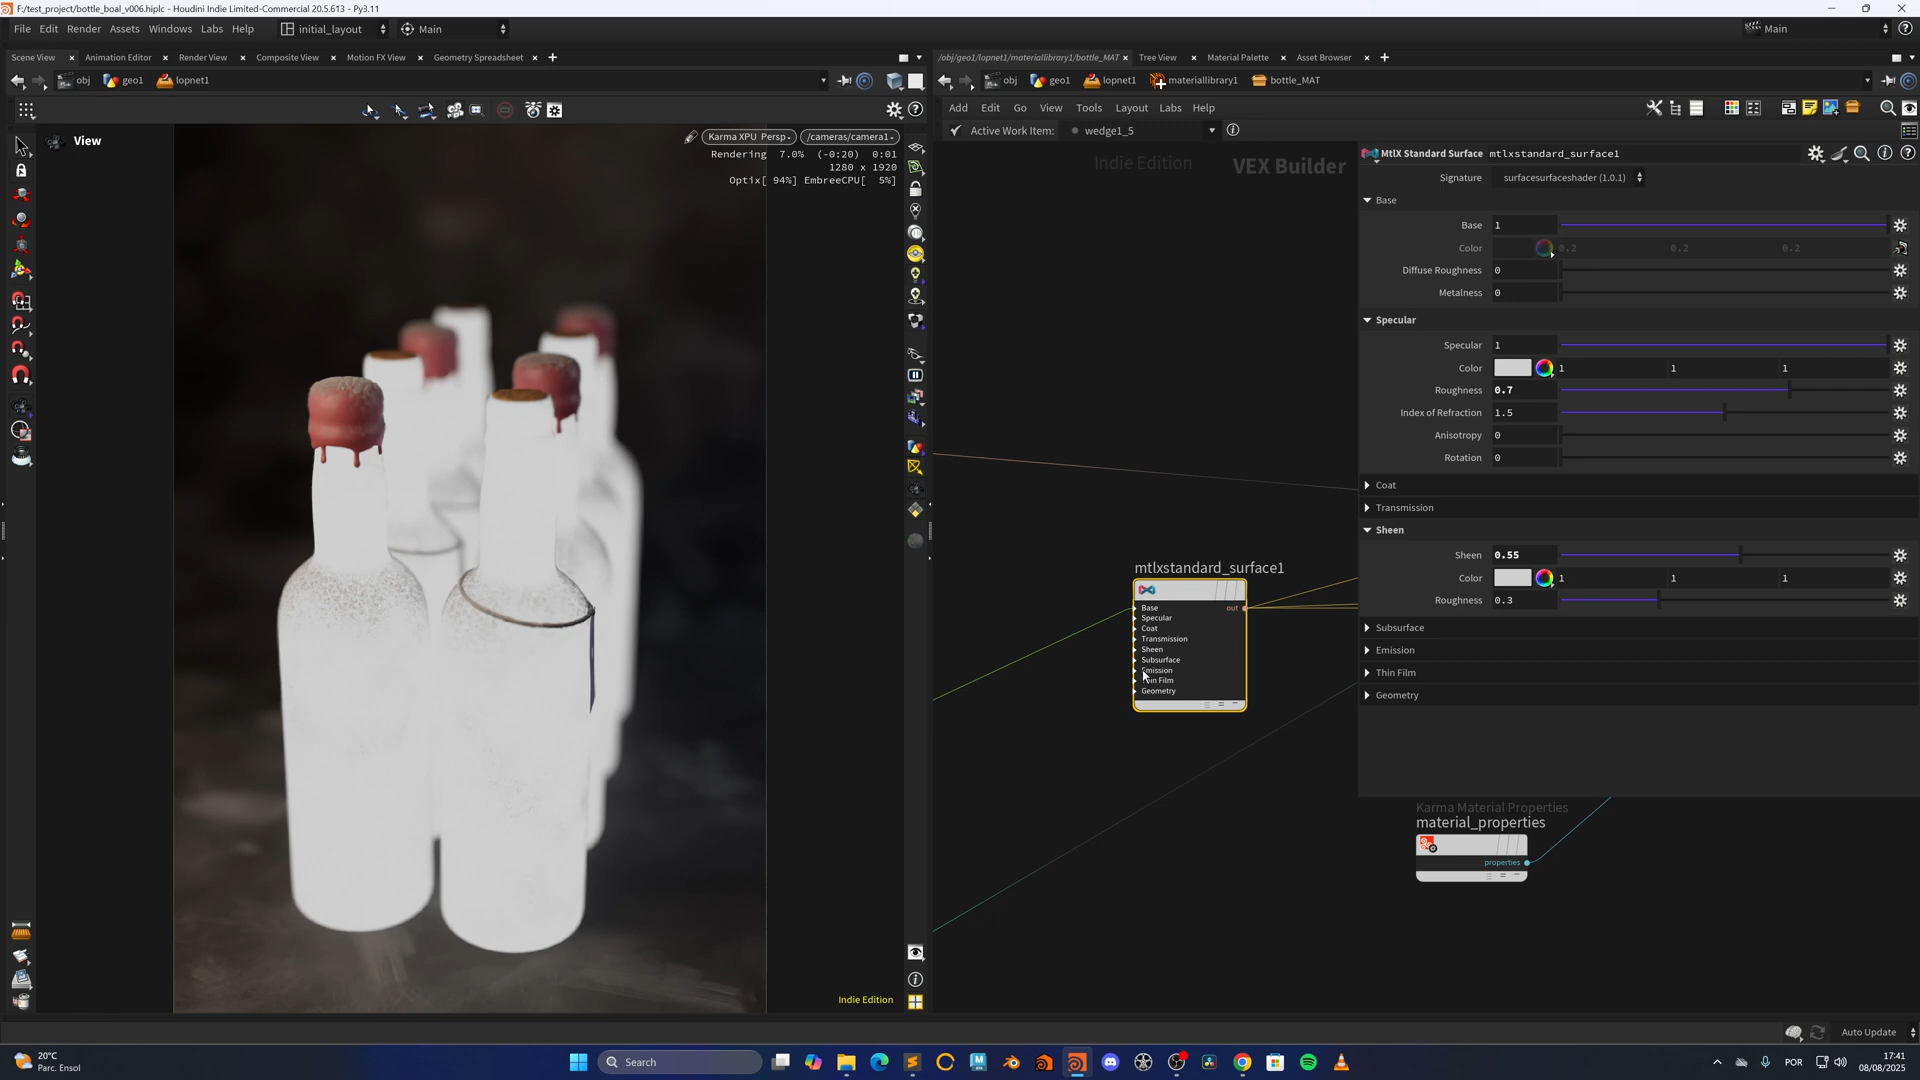 F:/test_project/bottle_boal_v006.hiplc - Houdini Indie Limited-Commercial 20.5.613 - Py3.11
File Edit Render Assets Windows Labs Help initial_layout Main Main
Scene View Animation Editor Render View Composite View Motion FX View Geometry Spreadsheet
obj geo1 lopnet1
View
Karma XPU Persp /cameras/camera1
Rendering 7.0% (-0:20) 0:01
1280 x 1920
Optix[ 94%] EmbreeCPU[ 5%]
Indie Edition
/obj/geo1/lopnet1/materiallibrary1/bottle_MAT Tree View Material Palette Asset Browser
obj geo1 lopnet1 materiallibrary1 bottle_MAT
Add Edit Go View Tools Layout Labs Help
Active Work Item: wedge1_5
Indie Edition VEX Builder
mtlxstandard_surface1
Base out
Specular
Coat
Transmission
Sheen
Subsurface
Emission
Thin Film
Geometry
Karma Material Properties
material_properties
properties
MtlX Standard Surface mtlxstandard_surface1
Signature surfacesurfaceshader (1.0.1)
Base
Base 1
Color 0.2 0.2 0.2
Diffuse Roughness 0
Metalness 0
Specular
Specular 1
Color 1 1 1
Roughness 0.7
Index of Refraction 1.5
Anisotropy 0
Rotation 0
Coat
Transmission
Sheen
Sheen 0.55
Color 1 1 1
Roughness 0.3
Subsurface
Emission
Thin Film
Geometry
Auto Update
20°C
Parc. Ensol
Search
POR
17:41
08/08/2025